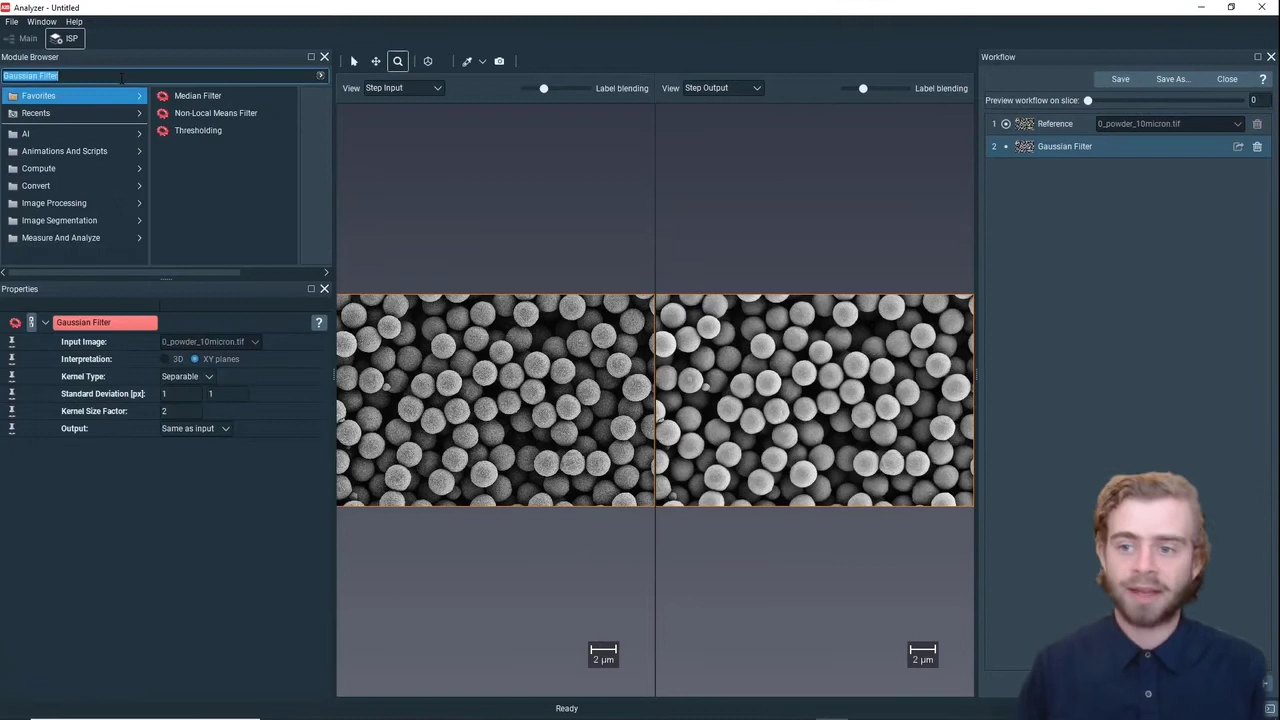 Analyzer - Untitled
File Window Help
Main ISP
Module Browser
Gaussian Filter
Favorites
Recents
AI
Animations And Scripts
Compute
Convert
Image Processing
Image Segmentation
Measure And Analyze
Median Filter
Non-Local Means Filter
Thresholding
Properties
Gaussian Filter ?
Input Image: 0_powder_10micron.tif
Interpretation: 3D XY planes
Kernel Type: Separable
Standard Deviation [px]: 1 1
Kernel Size Factor: 2
Output: Same as input
View Step Input Label blending
View Step Output Label blending
2 µm
2 µm
Workflow
Save Save As... Close ?
Preview workflow on slice: 0
1 Reference 0_powder_10micron.tif
2 Gaussian Filter
Ready